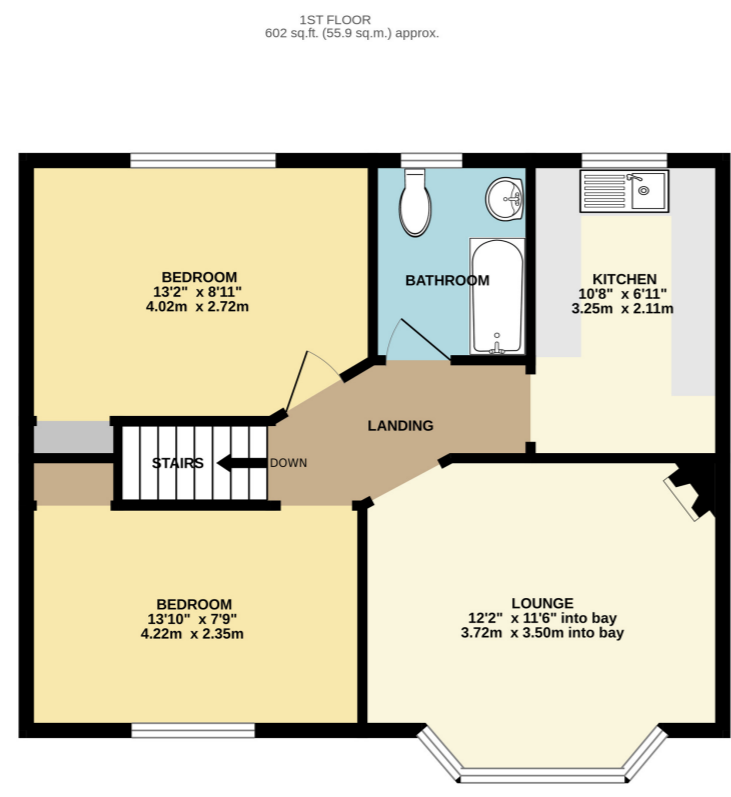 1ST FLOOR
602 sq.ft. (55.9 sq.m.) approx.
BEDROOM
13'2" x 8'11"
4.02m x 2.72m
BATHROOM
KITCHEN
10'8" x 6'11"
3.25m x 2.11m
LANDING
STAIRS
DOWN
BEDROOM
13'10" x 7'9"
4.22m x 2.35m
LOUNGE
12'2" x 11'6" into bay
3.72m x 3.50m into bay